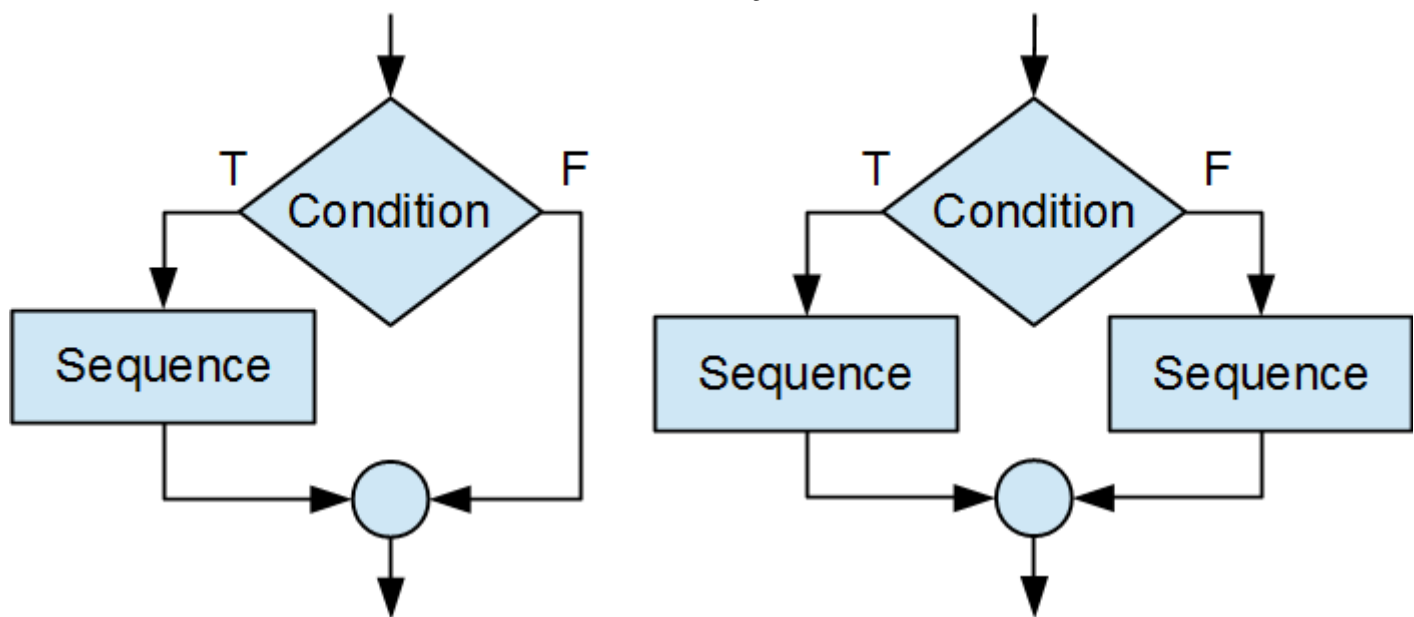 T
F
Condition
Sequence
T
F
Condition
Sequence
Sequence